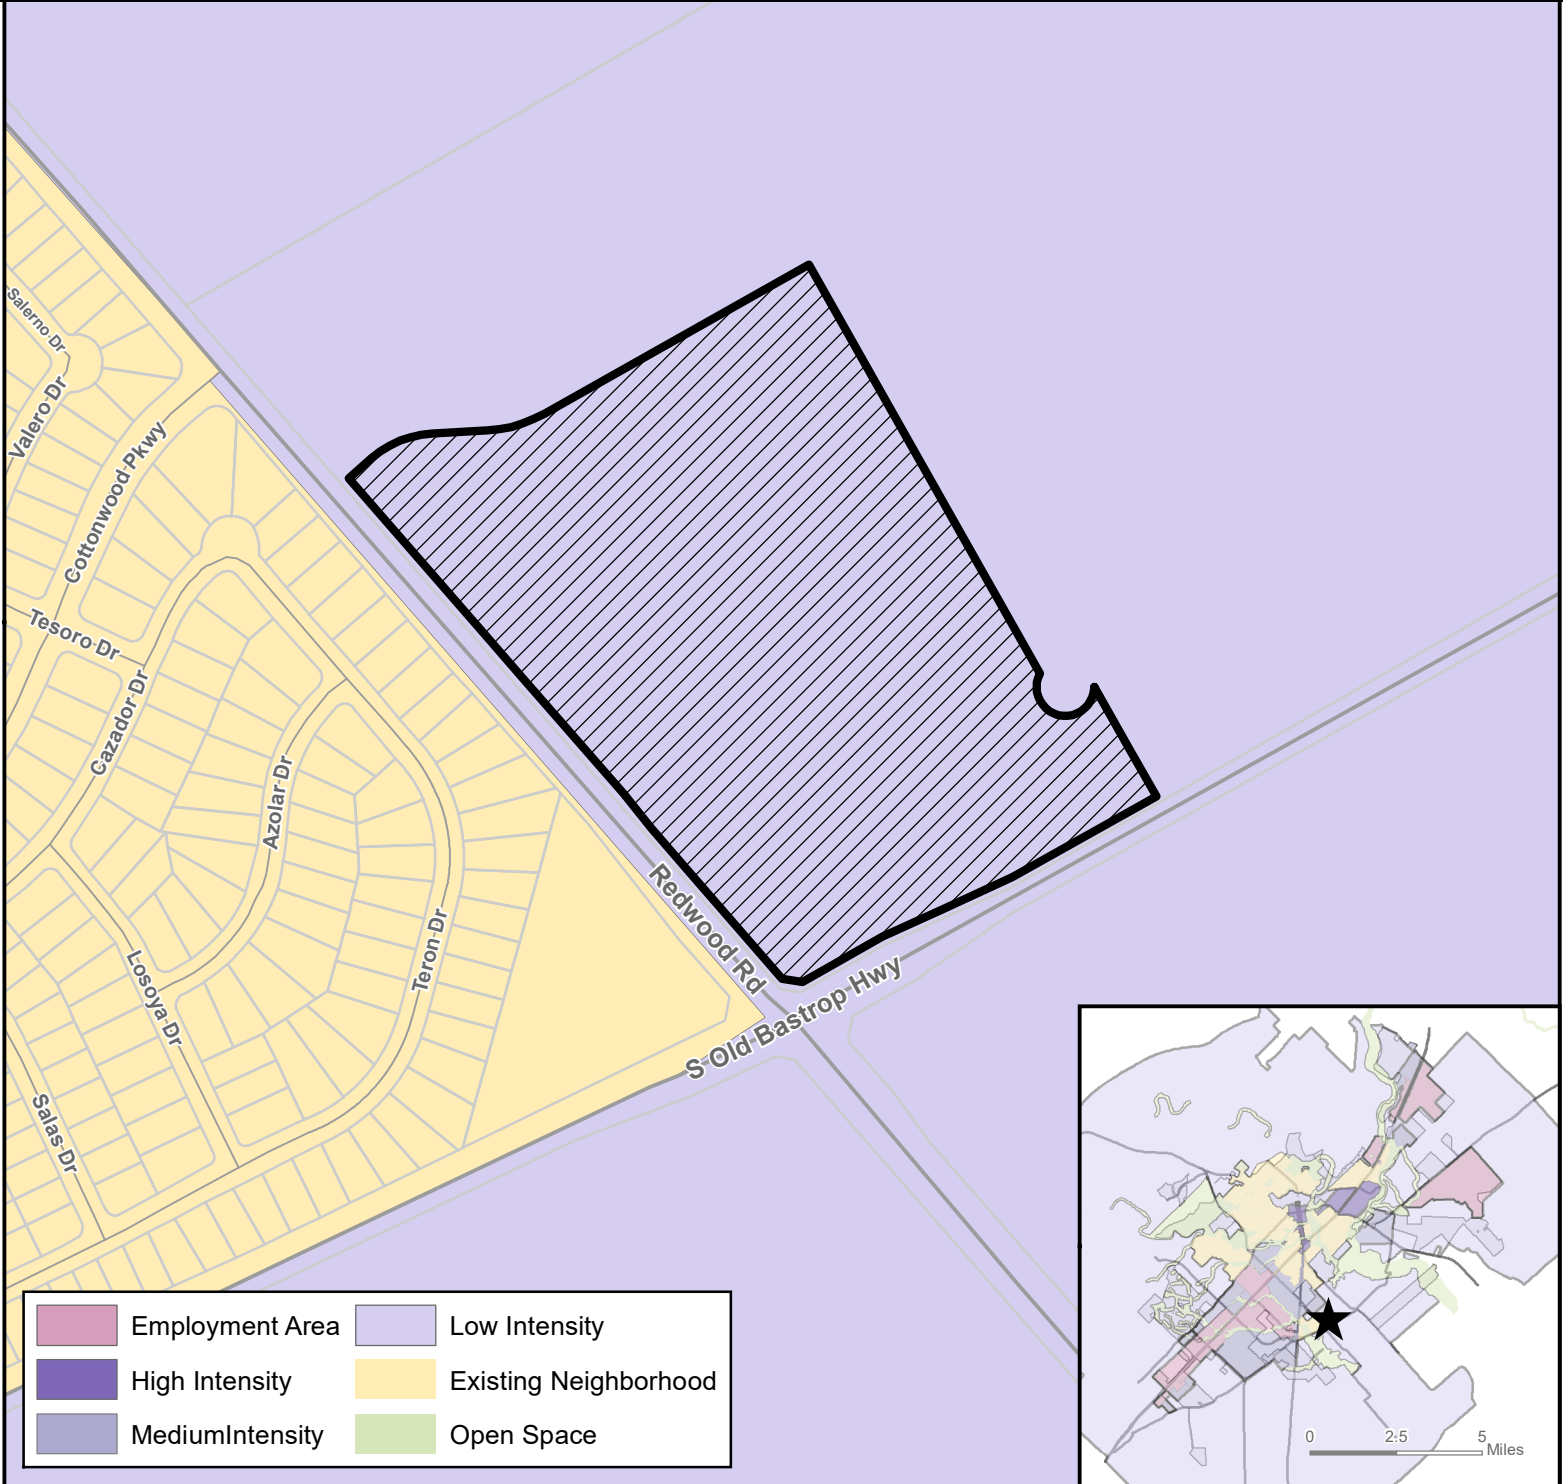 Salerno Dr
Valero Dr
Cottonwood Pkwy
Tesoro Dr
Cazador Dr
Azolar Dr
Redwood Rd
Teron Dr
Losoya Dr
S Old Bastrop Hwy
Salas Dr
Employment Area
Low Intensity
High Intensity
Existing Neighborhood
MediumIntensity
Open Space
0 2.5 5
Miles